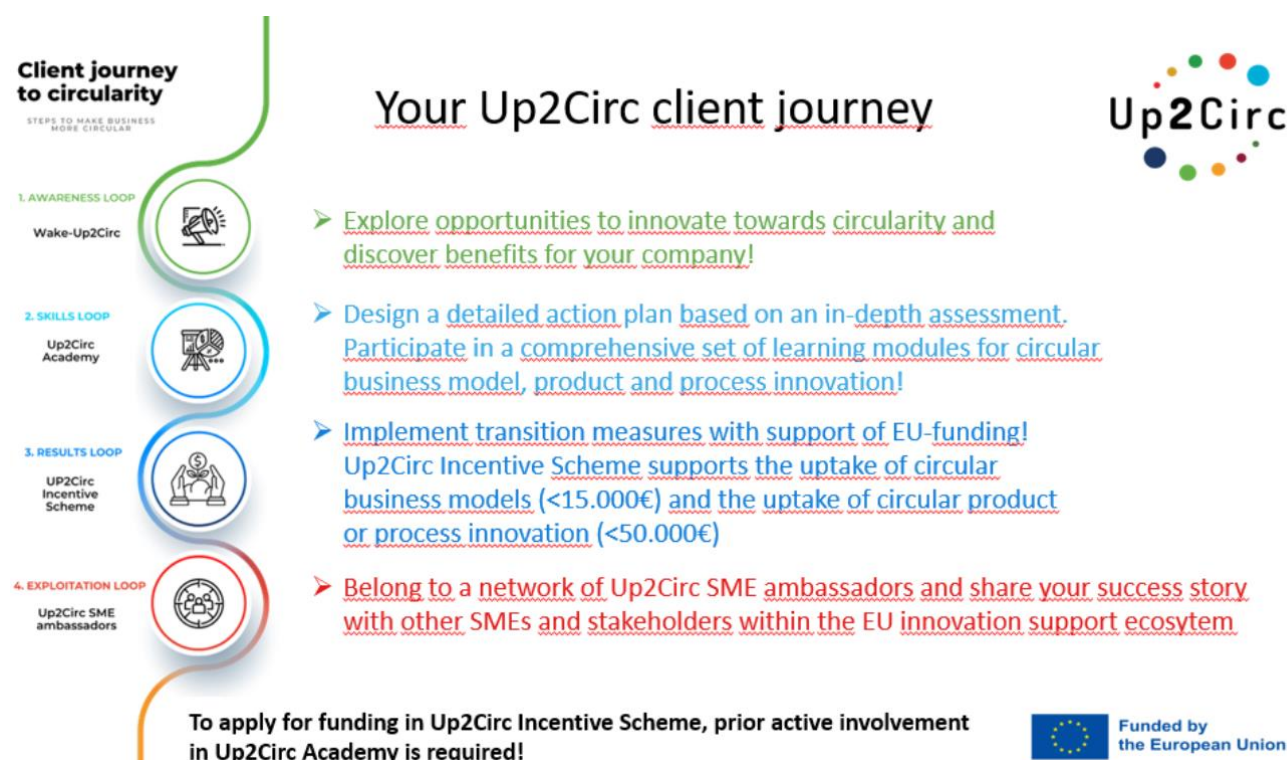 Client journey
to circularity
STEPS TO MAKE BUSINESS
MORE CIRCULAR
Your Up2Circ client journey
Up2Circ
1. AWARENESS LOOP
Wake-Up2Circ
Explore opportunities to innovate towards circularity and
discover benefits for your company!
2. SKILLS LOOP
Up2Circ
Academy
Design a detailed action plan based on an in-depth assessment.
Participate in a comprehensive set of learning modules for circular
business model, product and process innovation!
3. RESULTS LOOP
UP2Circ
Incentive
Scheme
Implement transition measures with support of EU-funding!
Up2Circ Incentive Scheme supports the uptake of circular
business models (<15.000€) and the uptake of circular product
or process innovation (<50.000€)
4. EXPLOITATION LOOP
Up2Circ SME
ambassadors
Belong to a network of Up2Circ SME ambassadors and share your success story
with other SMEs and stakeholders within the EU innovation support ecosytem
To apply for funding in Up2Circ Incentive Scheme, prior active involvement
in Up2Circ Academy is required!
Funded by
the European Union